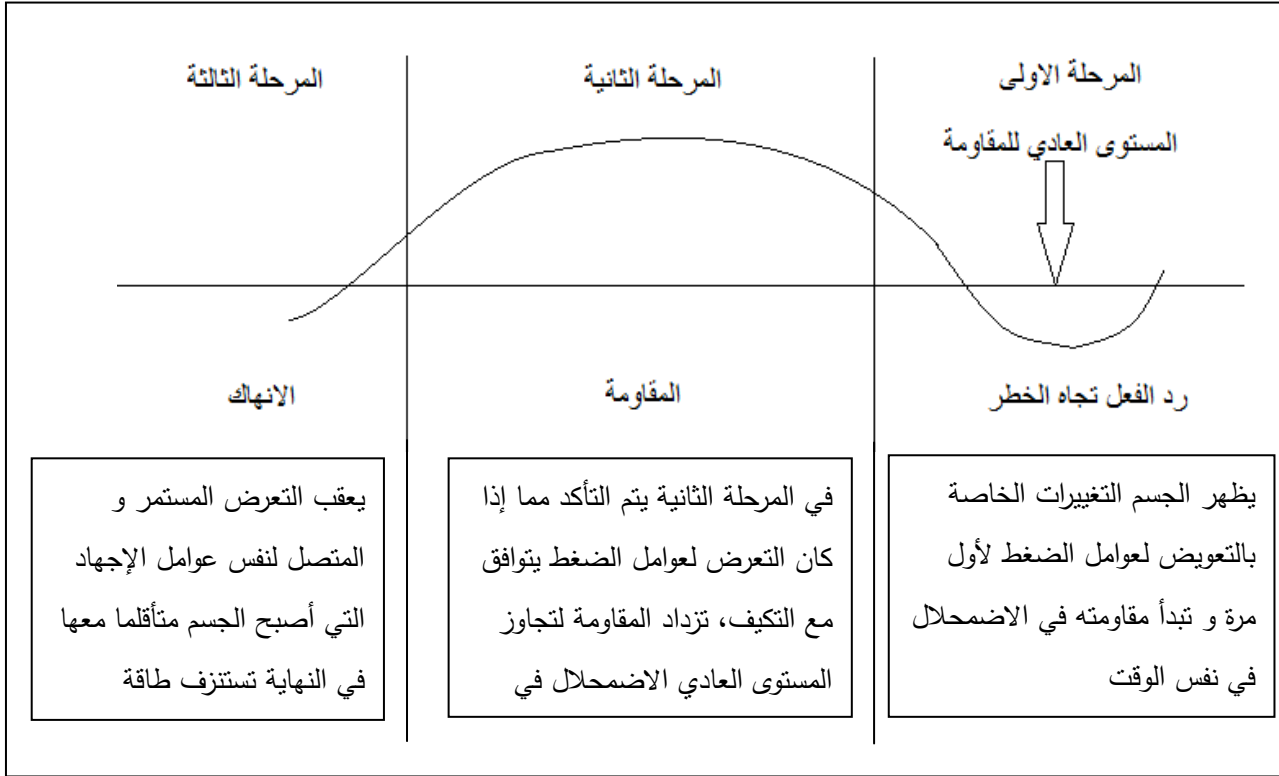 المرحلة الاولى
المرحلة الثانية
المرحلة الثالثة
المستوى العادي للمقاومة
رد الفعل تجاه الخطر
المقاومة
الانهاك
يظهر الجسم التغييرات الخاصة
بالتعويض لعوامل الضغط لأول
مرة و تبدأ مقاومته في الاضمحلال
في نفس الوقت
في المرحلة الثانية يتم التأكد مما إذا
كان التعرض لعوامل الضغط يتوافق
مع التكيف، تزداد المقاومة لتجاوز
المستوى العادي الاضمحلال في
يعقب التعرض المستمر و
المتصل لنفس عوامل الإجهاد
التي أصبح الجسم متأقلما معها
في النهاية تستنزف طاقة